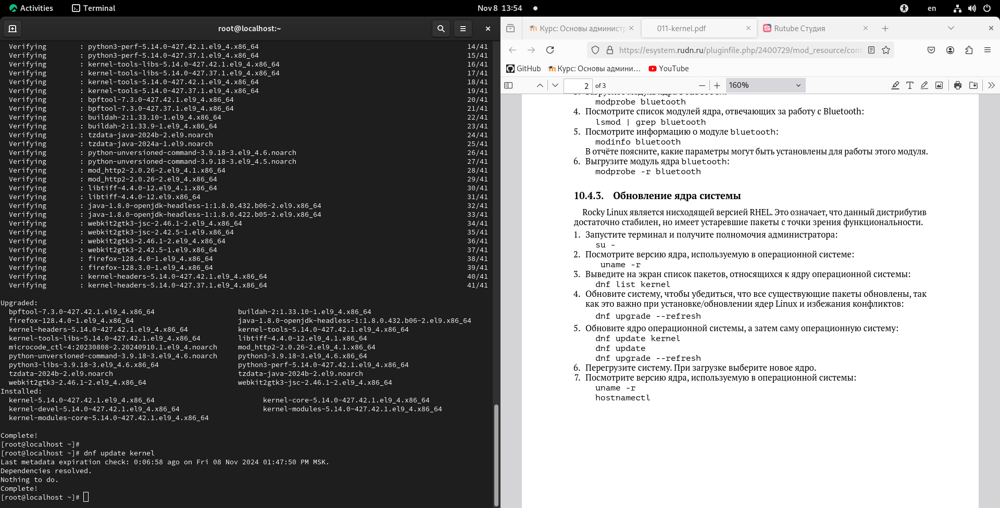 Activities Terminal Nov 8 13:54 en
root@localhost:~
Verifying : python3-perf-5.14.0-427.42.1.el9_4.x86_64 14/41
Verifying : python3-perf-5.14.0-427.37.1.el9_4.x86_64 15/41
Verifying : kernel-tools-libs-5.14.0-427.42.1.el9_4.x86_64 16/41
Verifying : kernel-tools-libs-5.14.0-427.37.1.el9_4.x86_64 17/41
Verifying : kernel-tools-5.14.0-427.42.1.el9_4.x86_64 18/41
Verifying : kernel-tools-5.14.0-427.37.1.el9_4.x86_64 19/41
Verifying : bpftool-7.3.0-427.42.1.el9_4.x86_64 20/41
Verifying : bpftool-7.3.0-427.37.1.el9_4.x86_64 21/41
Verifying : buildah-2:1.33.10-1.el9_4.x86_64 22/41
Verifying : buildah-2:1.33.9-1.el9_4.x86_64 23/41
Verifying : tzdata-java-2024b-2.el9.noarch 24/41
Verifying : tzdata-java-2024a-1.el9.noarch 25/41
Verifying : python-unversioned-command-3.9.18-3.el9_4.6.noarch 26/41
Verifying : python-unversioned-command-3.9.18-3.el9_4.5.noarch 27/41
Verifying : mod_http2-2.0.26-2.el9_4.1.x86_64 28/41
Verifying : mod_http2-2.0.26-2.el9_4.x86_64 29/41
Verifying : libtiff-4.4.0-12.el9_4.1.x86_64 30/41
Verifying : libtiff-4.4.0-12.el9.x86_64 31/41
Verifying : java-1.8.0-openjdk-headless-1:1.8.0.432.b06-2.el9.x86_64 32/41
Verifying : java-1.8.0-openjdk-headless-1:1.8.0.422.b05-2.el9.x86_64 33/41
Verifying : webkit2gtk3-jsc-2.46.1-2.el9_4.x86_64 34/41
Verifying : webkit2gtk3-jsc-2.42.5-1.el9.x86_64 35/41
Verifying : webkit2gtk3-2.46.1-2.el9_4.x86_64 36/41
Verifying : webkit2gtk3-2.42.5-1.el9.x86_64 37/41
Verifying : firefox-128.4.0-1.el9_4.x86_64 38/41
Verifying : firefox-128.3.0-1.el9_4.x86_64 39/41
Verifying : kernel-headers-5.14.0-427.42.1.el9_4.x86_64 40/41
Verifying : kernel-headers-5.14.0-427.37.1.el9_4.x86_64 41/41
Upgraded:
bpftool-7.3.0-427.42.1.el9_4.x86_64 buildah-2:1.33.10-1.el9_4.x86_64
firefox-128.4.0-1.el9_4.x86_64 java-1.8.0-openjdk-headless-1:1.8.0.432.b06-2.el9.x86_64
kernel-headers-5.14.0-427.42.1.el9_4.x86_64 kernel-tools-5.14.0-427.42.1.el9_4.x86_64
kernel-tools-libs-5.14.0-427.42.1.el9_4.x86_64 libtiff-4.4.0-12.el9_4.1.x86_64
microcode_ctl-4:20230808-2.20240910.1.el9_4.noarch mod_http2-2.0.26-2.el9_4.1.x86_64
python-unversioned-command-3.9.18-3.el9_4.6.noarch python3-3.9.18-3.el9_4.6.x86_64
python3-libs-3.9.18-3.el9_4.6.x86_64 python3-perf-5.14.0-427.42.1.el9_4.x86_64
tzdata-2024b-2.el9.noarch tzdata-java-2024b-2.el9.noarch
webkit2gtk3-2.46.1-2.el9_4.x86_64 webkit2gtk3-jsc-2.46.1-2.el9_4.x86_64
Installed:
kernel-5.14.0-427.42.1.el9_4.x86_64 kernel-core-5.14.0-427.42.1.el9_4.x86_64
kernel-devel-5.14.0-427.42.1.el9_4.x86_64 kernel-modules-5.14.0-427.42.1.el9_4.x86_64
kernel-modules-core-5.14.0-427.42.1.el9_4.x86_64
Complete!
[root@localhost ~]#
[root@localhost ~]# dnf update kernel
Last metadata expiration check: 0:06:58 ago on Fri 08 Nov 2024 01:47:50 PM MSK.
Dependencies resolved.
Nothing to do.
Complete!
[root@localhost ~]#
Курс: Основы администр 011-kernel.pdf Rutube Студия
https://esystem.rudn.ru/pluginfile.php/2400729/mod_resource/cont
GitHub Курс: Основы админи… YouTube
2 of 3 160%
modprobe bluetooth
4. Посмотрите список модулей ядра, отвечающих за работу с Bluetooth:
lsmod | grep bluetooth
5. Посмотрите информацию о модуле bluetooth:
modinfo bluetooth
В отчёте поясните, какие параметры могут быть установлены для работы этого модуля.
6. Выгрузите модуль ядра bluetooth:
modprobe -r bluetooth
10.4.3. Обновление ядра системы
Rocky Linux является нисходящей версией RHEL. Это означает, что данный дистрибутив
достаточно стабилен, но имеет устаревшие пакеты с точки зрения функциональности.
1. Запустите терминал и получите полномочия администратора:
su -
2. Посмотрите версию ядра, используемую в операционной системе:
uname -r
3. Выведите на экран список пакетов, относящихся к ядру операционной системы:
dnf list kernel
4. Обновите систему, чтобы убедиться, что все существующие пакеты обновлены, так
как это важно при установке/обновлении ядер Linux и избежания конфликтов:
dnf upgrade --refresh
5. Обновите ядро операционной системы, а затем саму операционную систему:
dnf update kernel
dnf update
dnf upgrade --refresh
6. Перегрузите систему. При загрузке выберите новое ядро.
7. Посмотрите версию ядра, используемую в операционной системы:
uname -r
hostnamectl